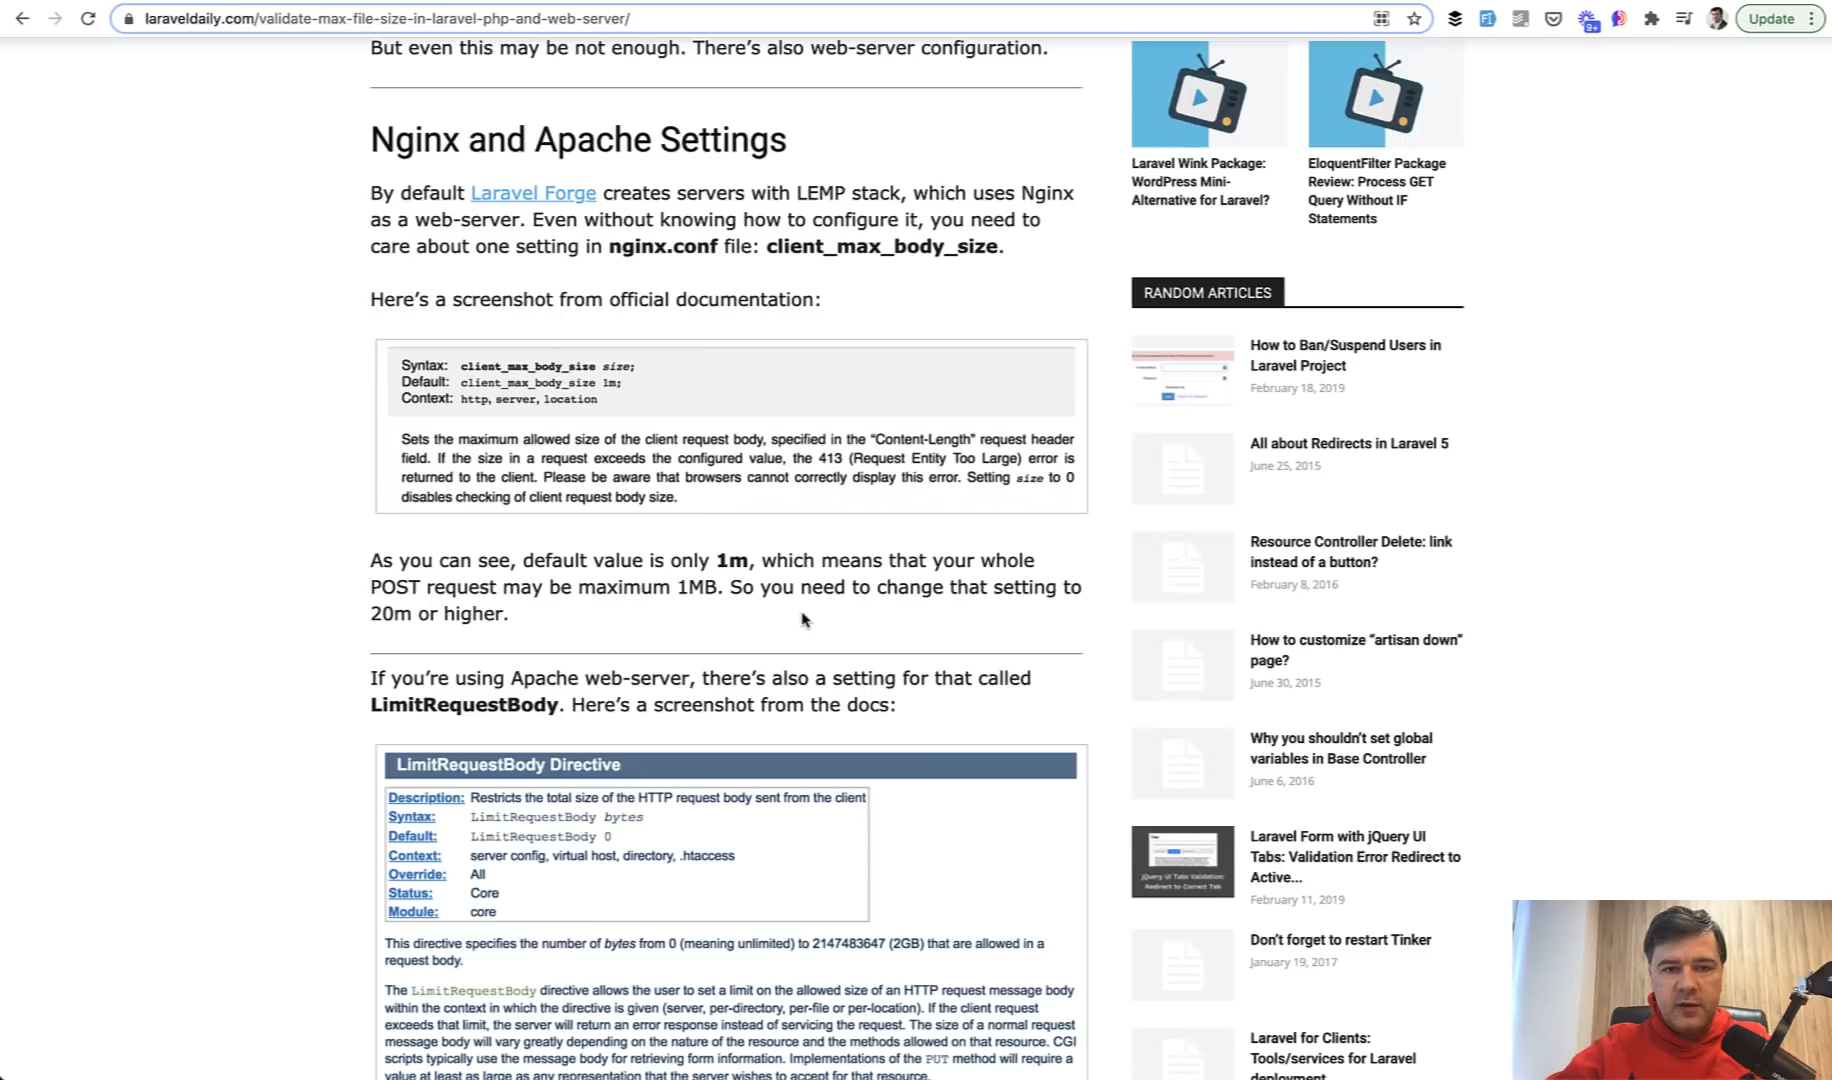 laraveldaily.com/validate-max-file-size-in-laravel-php-and-web-server/
9+
Update
But even this may be not enough. There's also web-server configuration.
Nginx and Apache Settings
By default Laravel Forge creates servers with LEMP stack, which uses Nginx
as a web-server. Even without knowing how to configure it, you need to
care about one setting in nginx.conf file: client_max_body_size.
Here's a screenshot from official documentation:
Syntax: client_max_body_size size;
Default: client_max_body_size 1m;
Context: http, server, location
Sets the maximum allowed size of the client request body, specified in the “Content-Length” request header
field. If the size in a request exceeds the configured value, the 413 (Request Entity Too Large) error is
returned to the client. Please be aware that browsers cannot correctly display this error. Setting size to 0
disables checking of client request body size.
As you can see, default value is only 1m, which means that your whole
POST request may be maximum 1MB. So you need to change that setting to
20m or higher.
If you're using Apache web-server, there's also a setting for that called
LimitRequestBody. Here's a screenshot from the docs:
LimitRequestBody Directive
Description: Restricts the total size of the HTTP request body sent from the client
Syntax: LimitRequestBody bytes
Default: LimitRequestBody 0
Context: server config, virtual host, directory, .htaccess
Override: All
Status: Core
Module: core
This directive specifies the number of bytes from 0 (meaning unlimited) to 2147483647 (2GB) that are allowed in a
request body.
The LimitRequestBody directive allows the user to set a limit on the allowed size of an HTTP request message body
within the context in which the directive is given (server, per-directory, per-file or per-location). If the client request
exceeds that limit, the server will return an error response instead of servicing the request. The size of a normal request
message body will vary greatly depending on the nature of the resource and the methods allowed on that resource. CGI
scripts typically use the message body for retrieving form information. Implementations of the PUT method will require a
value at least as large as any representation that the server wishes to accept for that resource.
Laravel Wink Package:
WordPress Mini-
Alternative for Laravel?
EloquentFilter Package
Review: Process GET
Query Without IF
Statements
RANDOM ARTICLES
How to Ban/Suspend Users in
Laravel Project
February 18, 2019
All about Redirects in Laravel 5
June 25, 2015
Resource Controller Delete: link
instead of a button?
February 8, 2016
How to customize “artisan down”
page?
June 30, 2015
Why you shouldn't set global
variables in Base Controller
June 6, 2016
jQuery UI Tabs Validation:
Redirect to Correct Tab
Laravel Form with jQuery UI
Tabs: Validation Error Redirect to
Active...
February 11, 2019
Don't forget to restart Tinker
January 19, 2017
Laravel for Clients:
Tools/services for Laravel
deployment